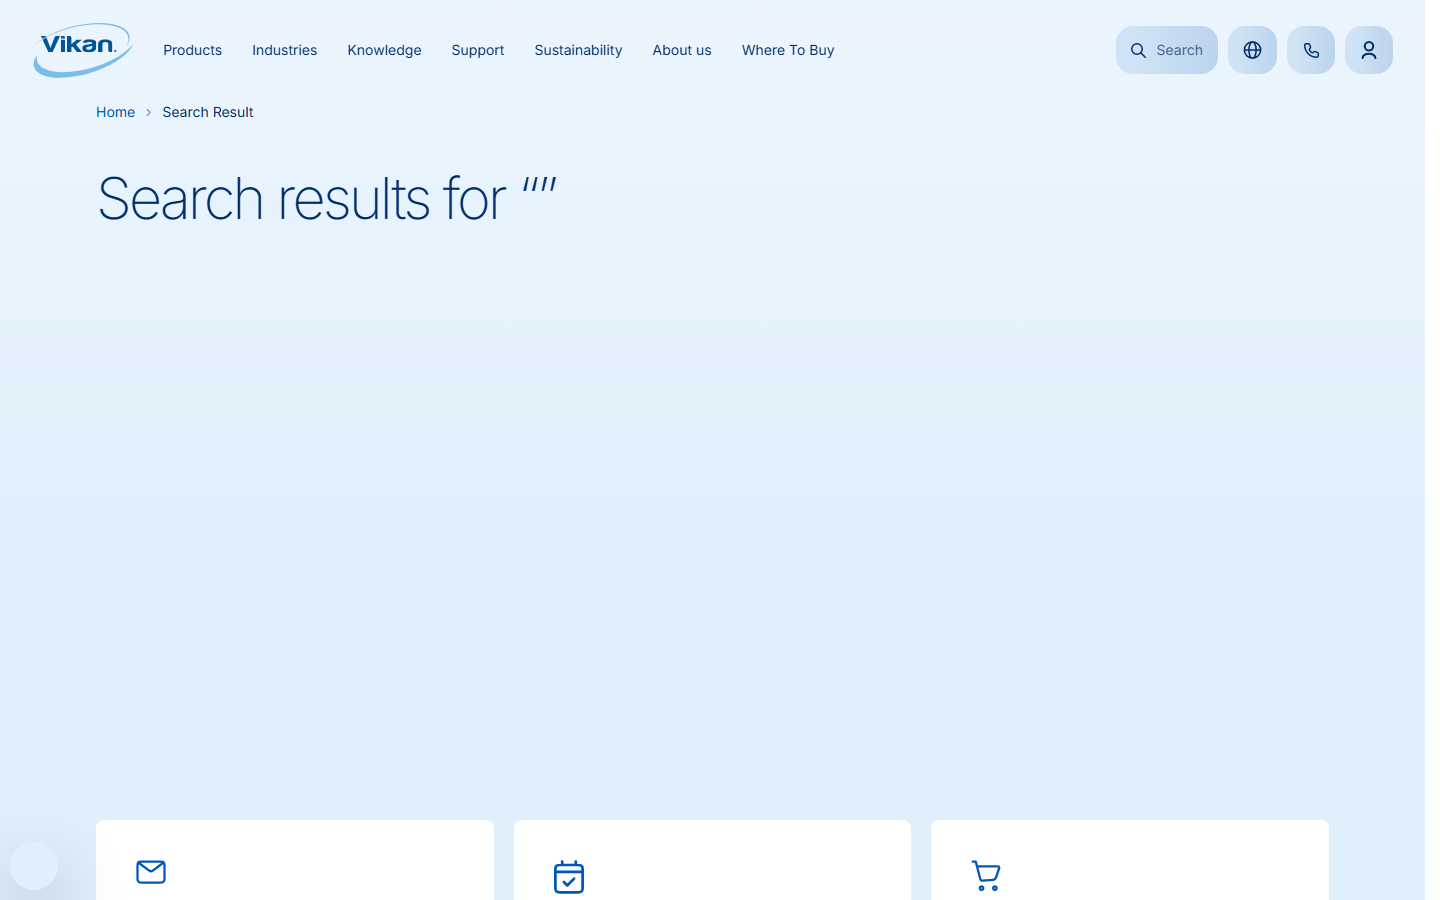 Vikan.
Products
Industries
Knowledge
Support
Sustainability
About us
Where To Buy
Search
Home
Search Result
Search results for “”